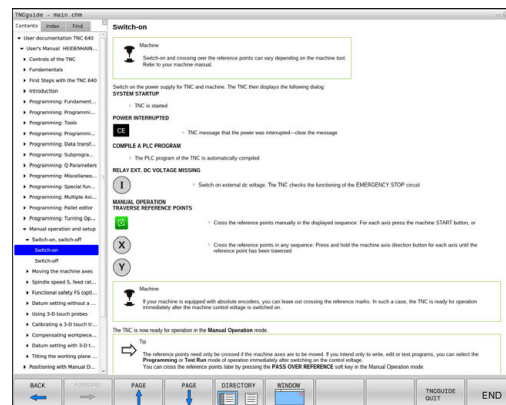 TNCguide - main.chm
Contents Index Find
User documentation TNC 640
User's Manual HEIDENHAIN...
Controls of the TNC
Fundamentals
First Steps with the TNC 640
Introduction
Programming: Fundament...
Programming: Programmi...
Programming: Tools
Programming: Programmi...
Programming: Data transf...
Programming: Subprogra...
Programming: Q Parameters
Programming: Miscellaneo...
Programming: Special fun...
Programming: Multiple Axi...
Programming: Pallet editor
Programming: Turning Op...
Manual operation and setup
Switch-on, switch-off
Switch-on
Switch-off
Moving the machine axes
Spindle speed S, feed rat...
Functional safety FS (opti...
Datum setting without a ...
Using 3-D touch probes
Calibrating a 3-D touch tr...
Compensating workpiece...
Datum setting with 3-D t...
Tilting the working plane ...
Positioning with Manual D...
Switch-on
Machine
Switch-on and crossing over the reference points can vary depending on the machine tool.
Refer to your machine manual.
Switch on the power supply for TNC and machine. The TNC then displays the following dialog:
SYSTEM STARTUP
TNC is started
POWER INTERRUPTED
CE
TNC message that the power was interrupted—clear the message
COMPILE A PLC PROGRAM
The PLC program of the TNC is automatically compiled
RELAY EXT. DC VOLTAGE MISSING
I
Switch on external dc voltage. The TNC checks the functioning of the EMERGENCY STOP circuit
MANUAL OPERATION
TRAVERSE REFERENCE POINTS
Cross the reference points manually in the displayed sequence: For each axis press the machine START button, or
X
Cross the reference points in any sequence: Press and hold the machine axis direction button for each axis until the
reference point has been traversed
Y
Machine
If your machine is equipped with absolute encoders, you can leave out crossing the reference marks. In such a case, the TNC is ready for operation
immediately after the machine control voltage is switched on.
The TNC is now ready for operation in the Manual Operation mode.
Tip
The reference points need only be crossed if the machine axes are to be moved. If you intend only to write, edit or test programs, you can select the
Programming or Test Run mode of operation immediately after switching on the control voltage.
You can cross the reference points later by pressing the PASS OVER REFERENCE soft key in the Manual Operation mode.
BACK
FORWARD
PAGE
PAGE
DIRECTORY
WINDOW
TNCGUIDE
QUIT
END